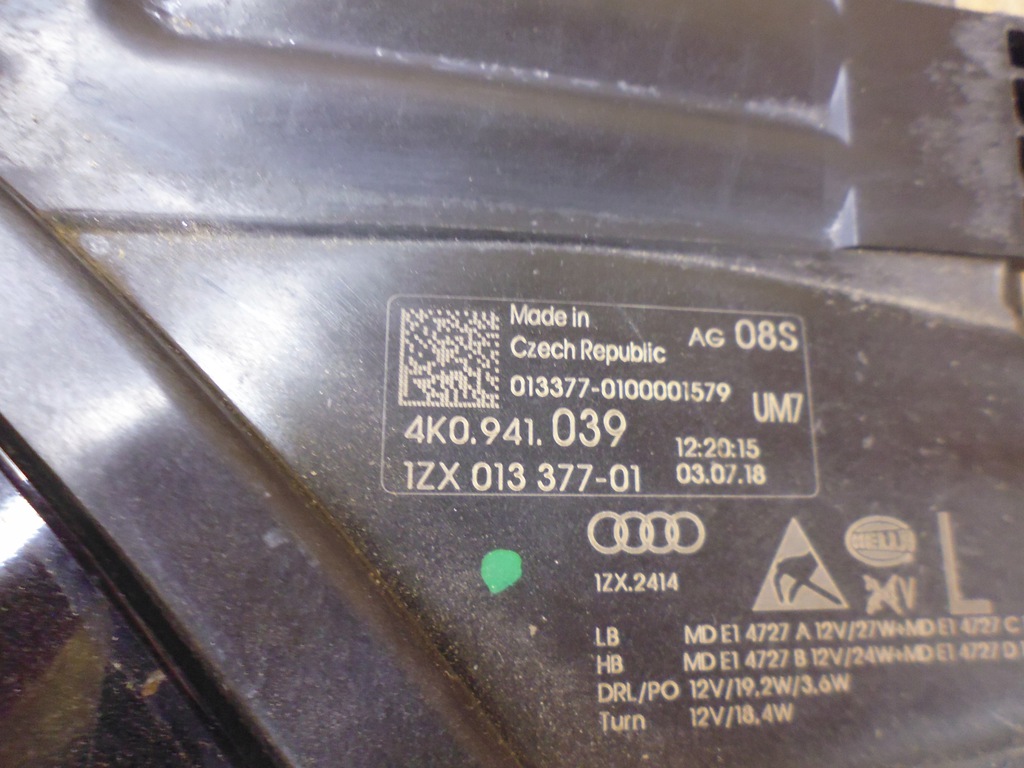 Made in
Czech Republic
AG 08S
013377-0100001579
UM7
4K0.941.039
12:20:15
1ZX 013 377-01
03.07.18
1ZX.2414
HELLA
24V
L
LB MD E1 4727 A 12V/27W+MD E1 4727 C
HB MD E1 4727 B 12V/24W+MD E1 4727 D
DRL/PO 12V/19,2W/3,6W
Turn 12V/18,4W